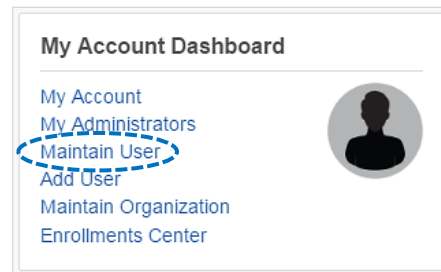 My Account Dashboard
My Account
My Administrators
Maintain User
Add User
Maintain Organization
Enrollments Center